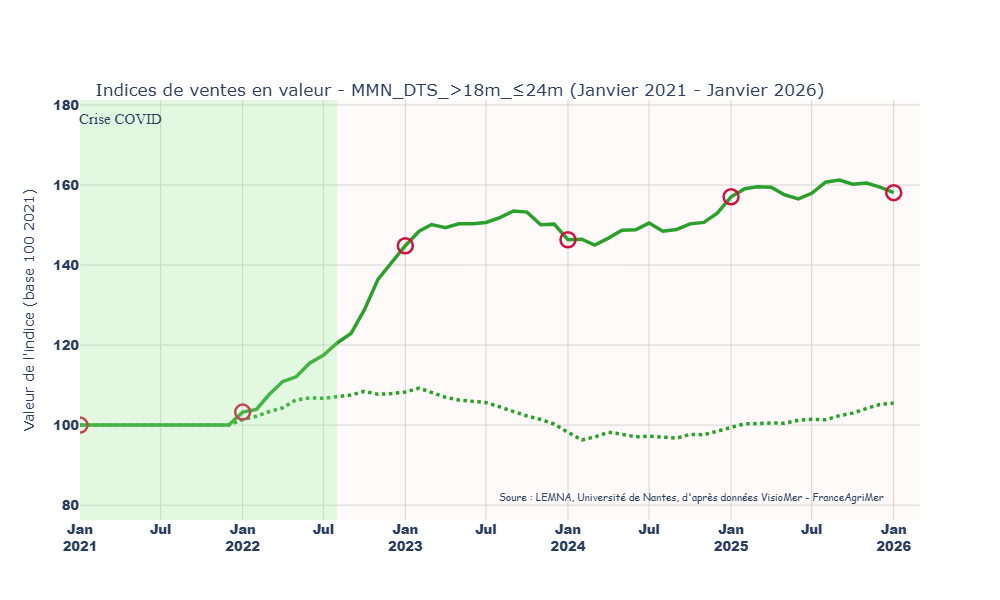 Indices de ventes en valeur - MMN_DTS_>18m_≤24m (Janvier 2021 - Janvier 2026)
Crise COVID
Valeur de l'indice (base 100 2021)
180
160
140
120
100
80
Soure : LEMNA, Université de Nantes, d'après données VisioMer - FranceAgriMer
Jan Jul Jan Jul Jan Jul Jan Jul Jan Jul Jan
2021 2022 2023 2024 2025 2026